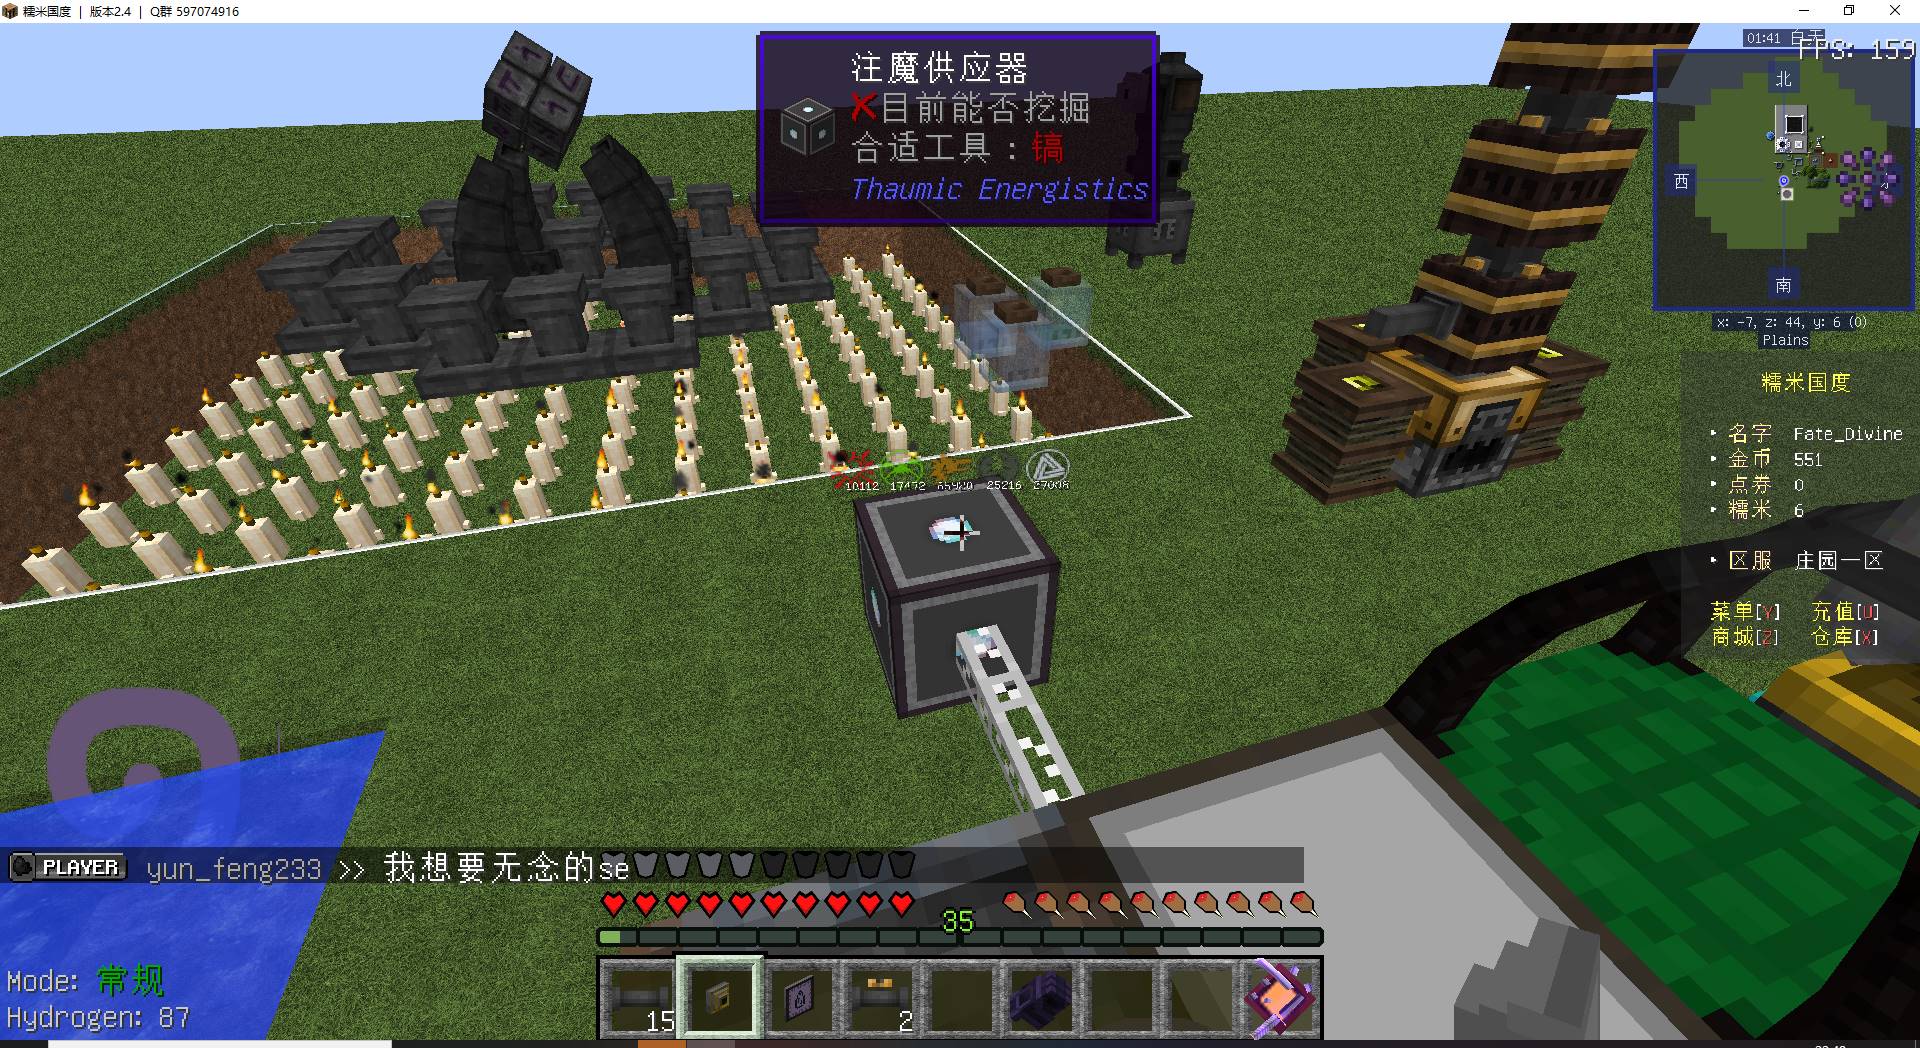 糯米国度 | 版本2.4 | Q群 597074916
注魔供应器
目前能否挖掘
合适工具：镐
Thaumic Energistics
01:41 白天
FPS: 159
北
西
南
x: -7, z: 44, y: 6 (0)
Plains
糯米国度
名字 Fate_Divine
金币 551
点券 0
糯米 6
区服 庄园一区
菜单[Y] 充值[U]
商城[Z] 仓库[X]
10112 17472 25216
PLAYER yun_feng233 >> 我想要无念的se
35
Mode: 常规
Hydrogen: 87
15
2